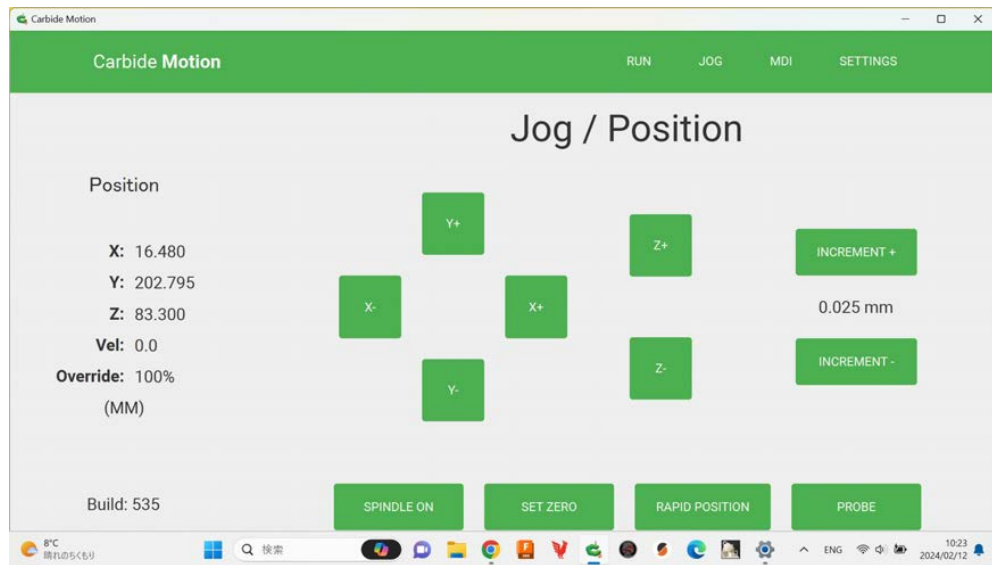 Carbide Motion
Carbide Motion
RUN
JOG
MDI
SETTINGS
Jog / Position
Position
X: 16.480
Y: 202.795
Z: 83.300
Vel: 0.0
Override: 100%
(MM)
Y+
X-
X+
Y-
Z+
Z-
INCREMENT +
0.025 mm
INCREMENT -
Build: 535
SPINDLE ON
SET ZERO
RAPID POSITION
PROBE
8°C
晴れのちくもり
検索
ENG
10:23
2024/02/12